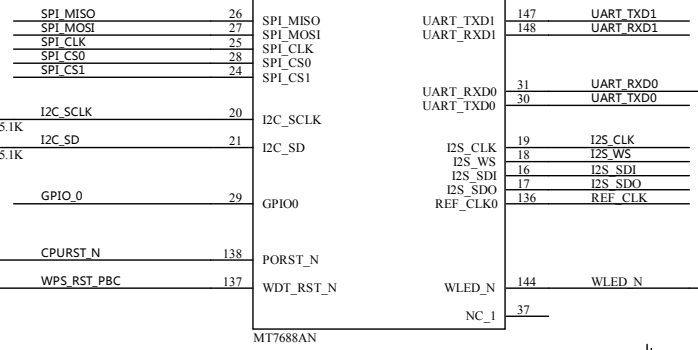 SPI_MISO 26 SPI_MISO UART_TXD1 147 UART_TXD1
SPI_MOSI 27 SPI_MOSI UART_RXD1 148 UART_RXD1
SPI_CLK 25 SPI_CLK
SPI_CS0 28 SPI_CS0
SPI_CS1 24 SPI_CS1
UART_RXD0 31 UART_RXD0
UART_TXD0 30 UART_TXD0
I2C_SCLK 20 I2C_SCLK
5.1K
I2C_SD 21 I2C_SD I2S_CLK 19 I2S_CLK
5.1K
I2S_WS 18 I2S_WS
I2S_SDI 16 I2S_SDI
I2S_SDO 17 I2S_SDO
GPIO_0 29 GPIO0 REF_CLK0 136 REF_CLK
CPURST_N 138 PORST_N
WPS_RST_PBC 137 WDT_RST_N WLED_N 144 WLED_N
NC_1 37
MT7688AN